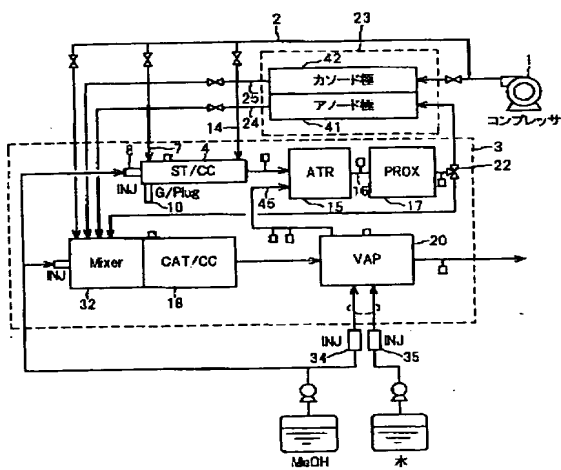 2
23
42
カソード極
25
24
アノード極
41
1
コンプレッサ
14
7
8
4
INJ
ST/CC
G/Plug
10
46
ATR
15
16
PROX
17
3
22
20
INJ
Mixer
32
CAT/CC
18
VAP
INJ
34
INJ
35
MeOH
水